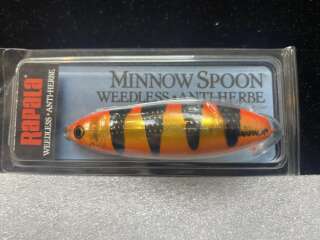 MINNOW SPOON
WEEDLESS • ANTI-HERBE
Rapala
WEEDLESS • ANTI-HERBE